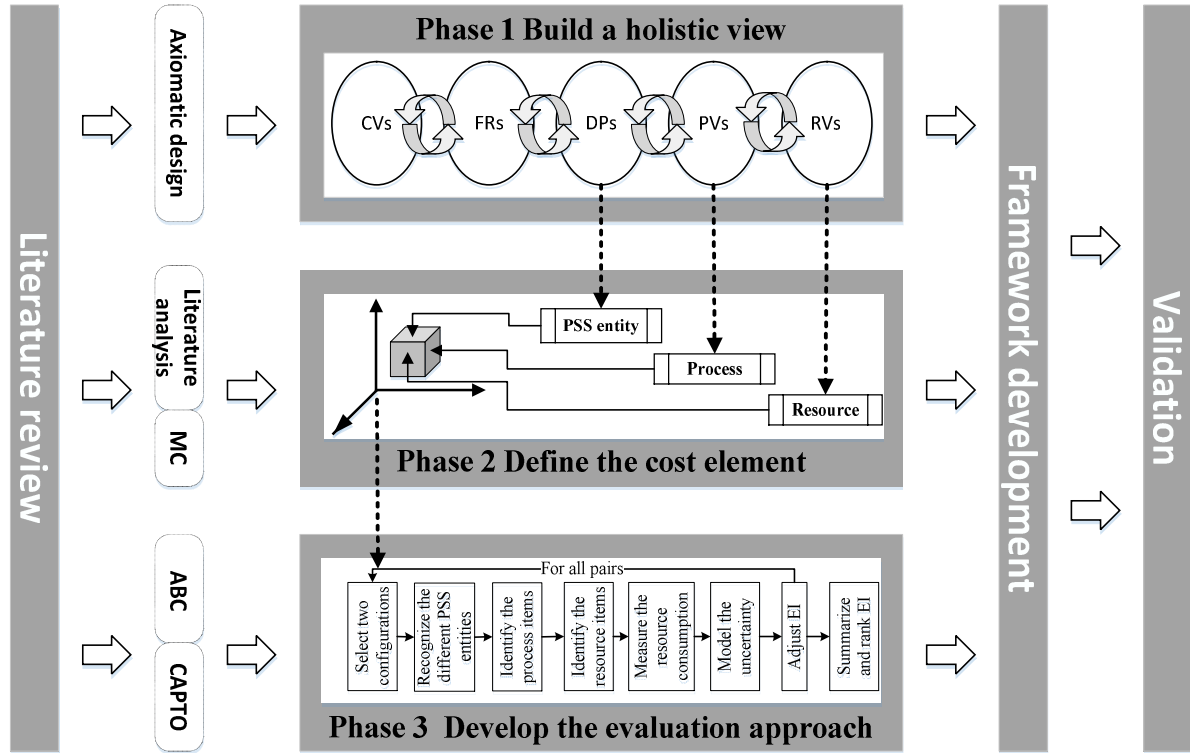 Literature review
Axiomatic design
Phase 1 Build a holistic view
CVs
FRs
DPs
PVs
RVs
Literature
analysis
MC
PSS entity
Process
Resource
Phase 2 Define the cost element
ABC
CAPTO
For all pairs
Select two
configurations
Recognize the
different PSS
entities
Identify the
process items
Identify the
resource items
Measure the
resource
consumption
Model the
uncertainty
Adjust EI
Summarize
and rank EI
Phase 3 Develop the evaluation approach
Framework development
Validation